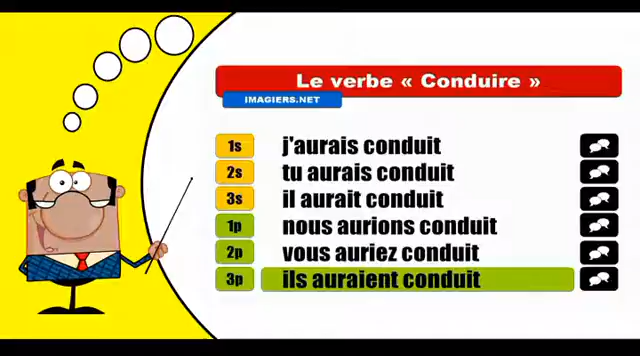 Le verbe « Conduire »
IMAGIERS.NET
1s j'aurais conduit
2s tu aurais conduit
3s il aurait conduit
1p nous aurions conduit
2p vous auriez conduit
3p ils auraient conduit